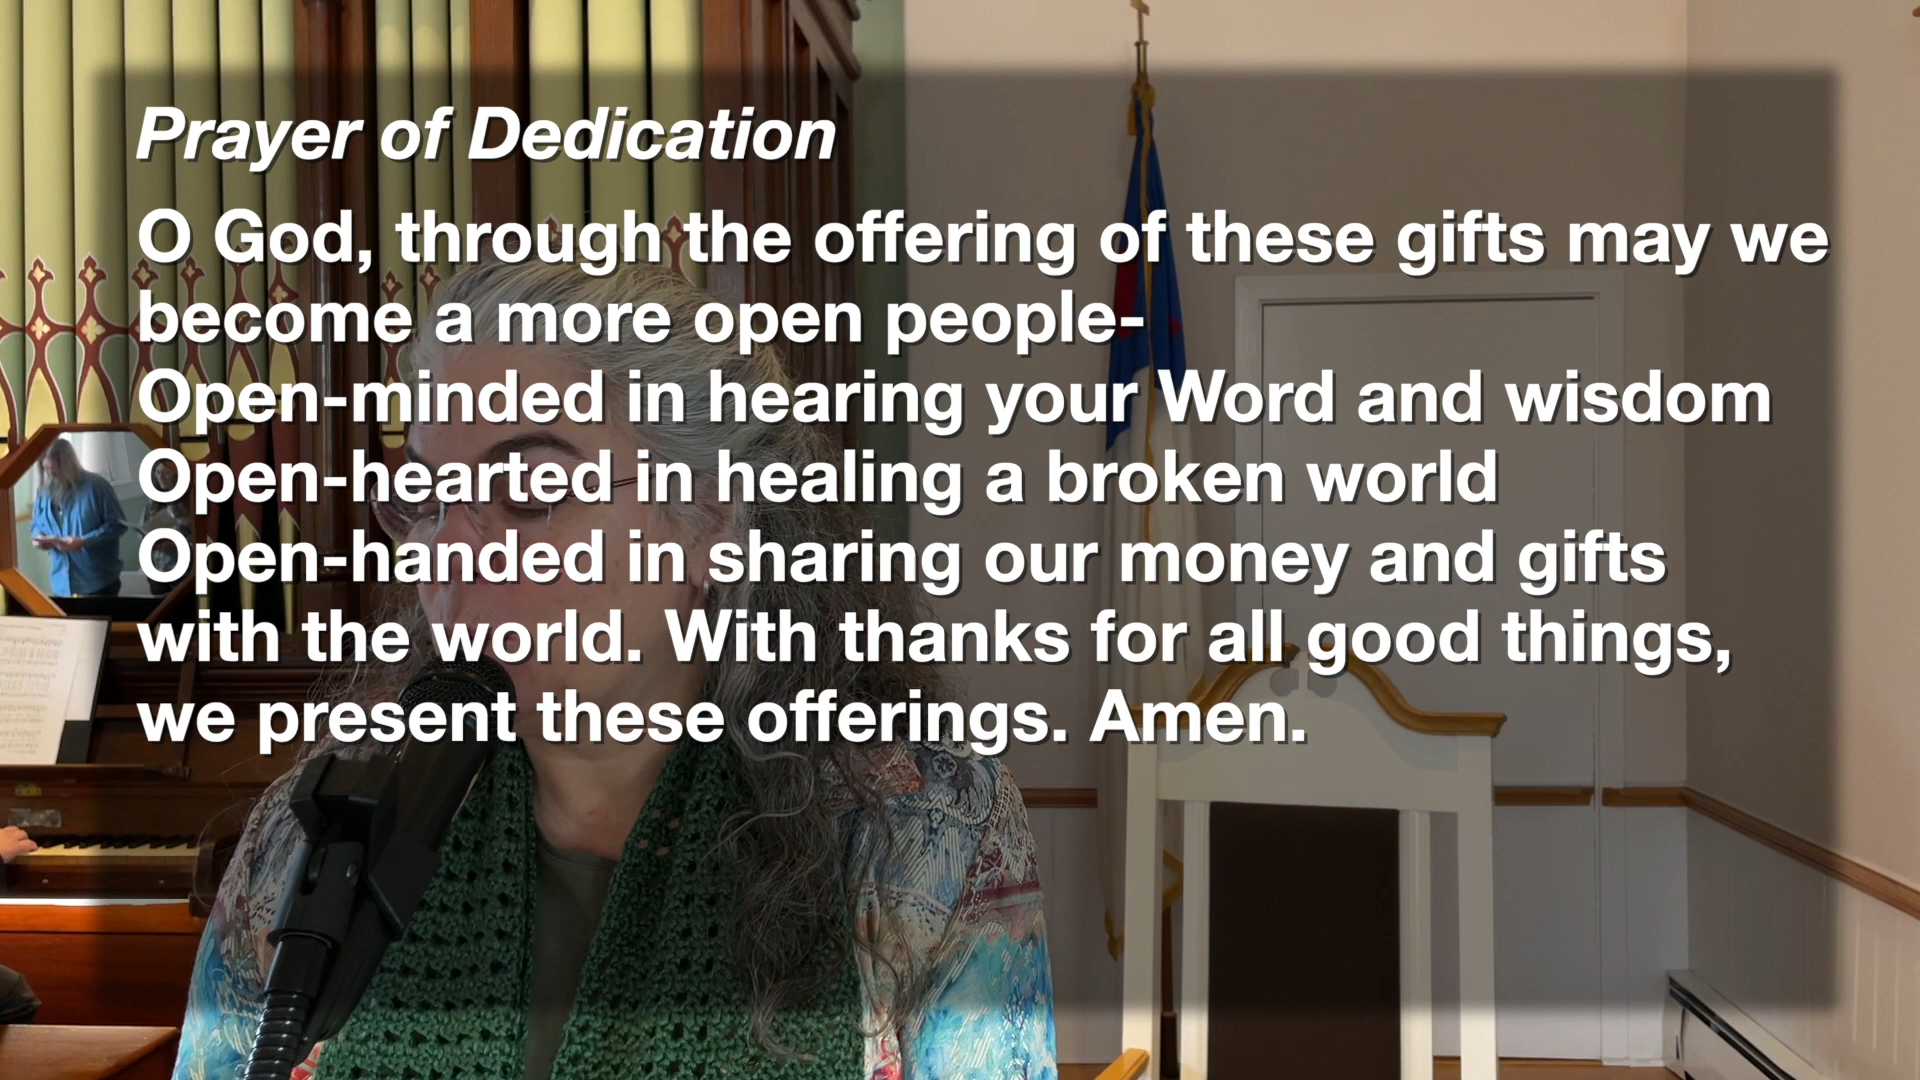 Prayer of Dedication
O God, through the offering of these gifts may we
become a more open people-
Open-minded in hearing your Word and wisdom
Open-hearted in healing a broken world
Open-handed in sharing our money and gifts
with the world. With thanks for all good things,
we present these offerings. Amen.